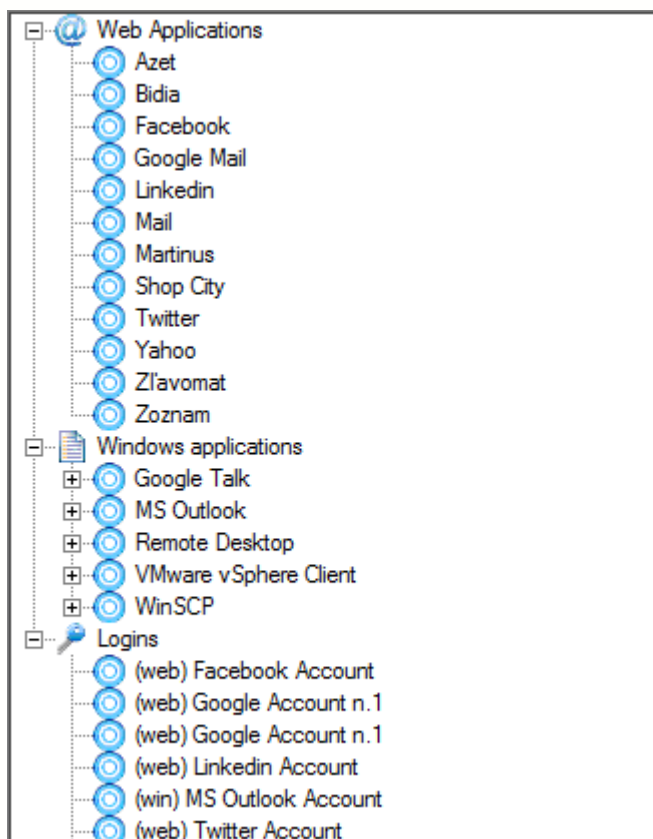 Web Applications
Azet
Bidia
Facebook
Google Mail
Linkedin
Mail
Martinus
Shop City
Twitter
Yahoo
Zľavomat
Zoznam
Windows applications
Google Talk
MS Outlook
Remote Desktop
VMware vSphere Client
WinSCP
Logins
(web) Facebook Account
(web) Google Account n.1
(web) Google Account n.1
(web) Linkedin Account
(win) MS Outlook Account
(web) Twitter Account